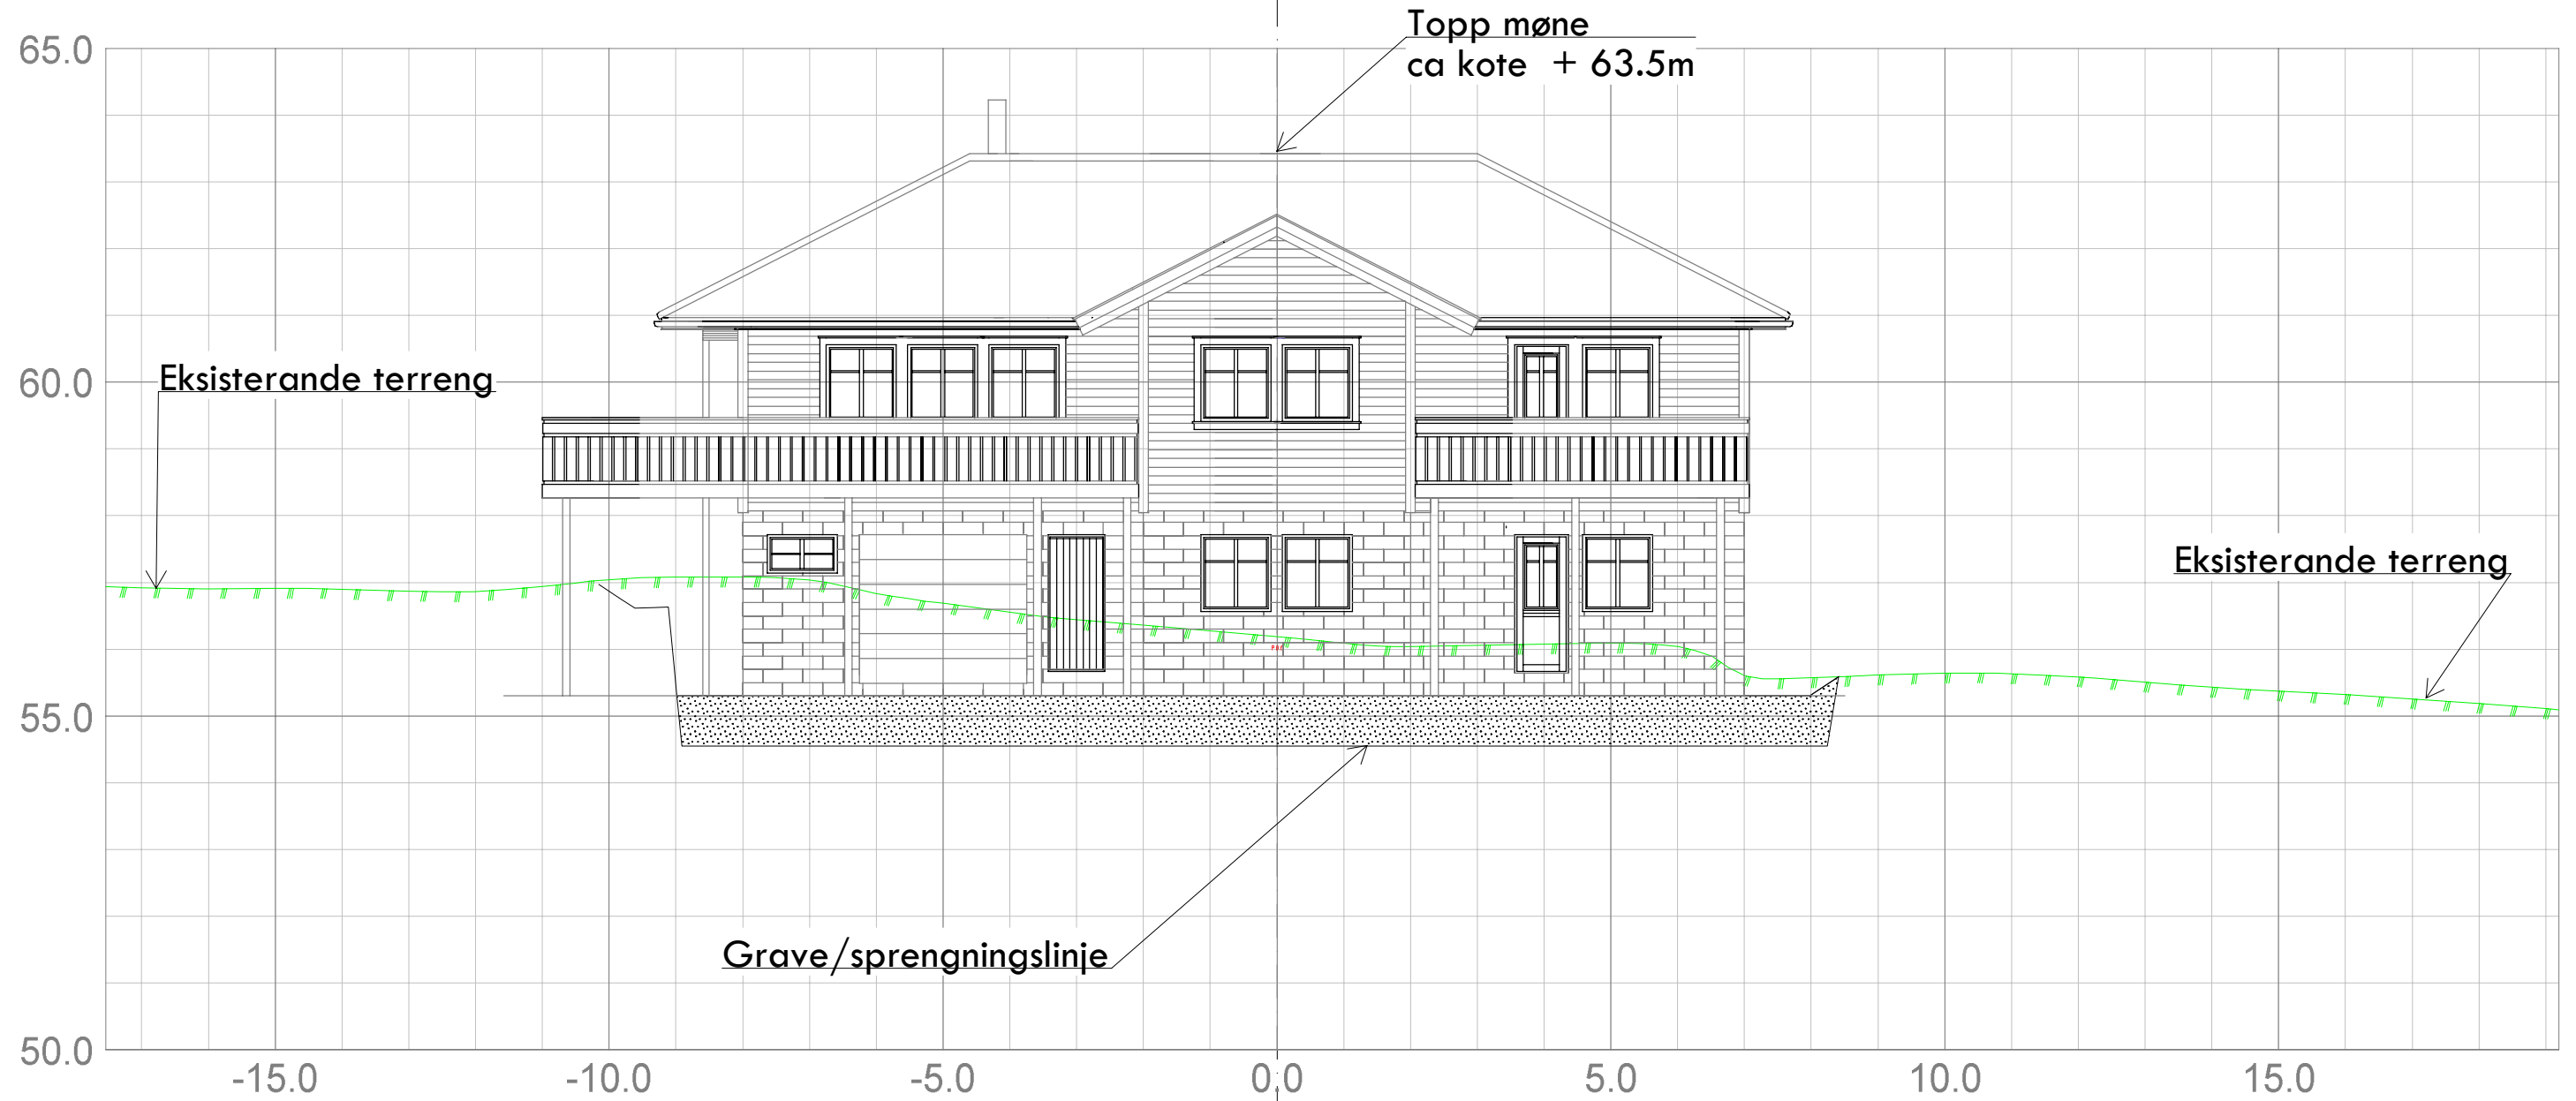 Topp møne
ca kote + 63.5m
65.0
Eksisterande terreng
60.0
Eksisterande terreng
55.0
Grave/sprengningslinje
50.0
-15.0 -10.0 -5.0 0.0 5.0 10.0 15.0